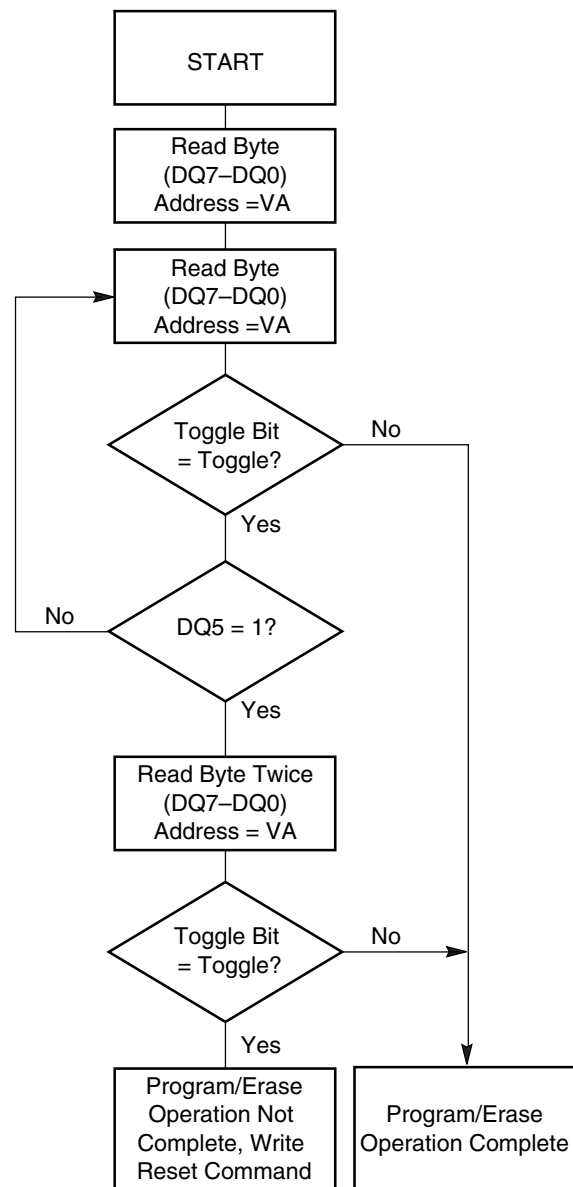 START
Read Byte
(DQ7–DQ0)
Address =VA
Read Byte
(DQ7–DQ0)
Address =VA
Toggle Bit
= Toggle?
No
Yes
No
DQ5 = 1?
Yes
Read Byte Twice
(DQ7–DQ0)
Address = VA
Toggle Bit
= Toggle?
No
Yes
Program/Erase
Operation Not
Complete, Write
Reset Command
Program/Erase
Operation Complete